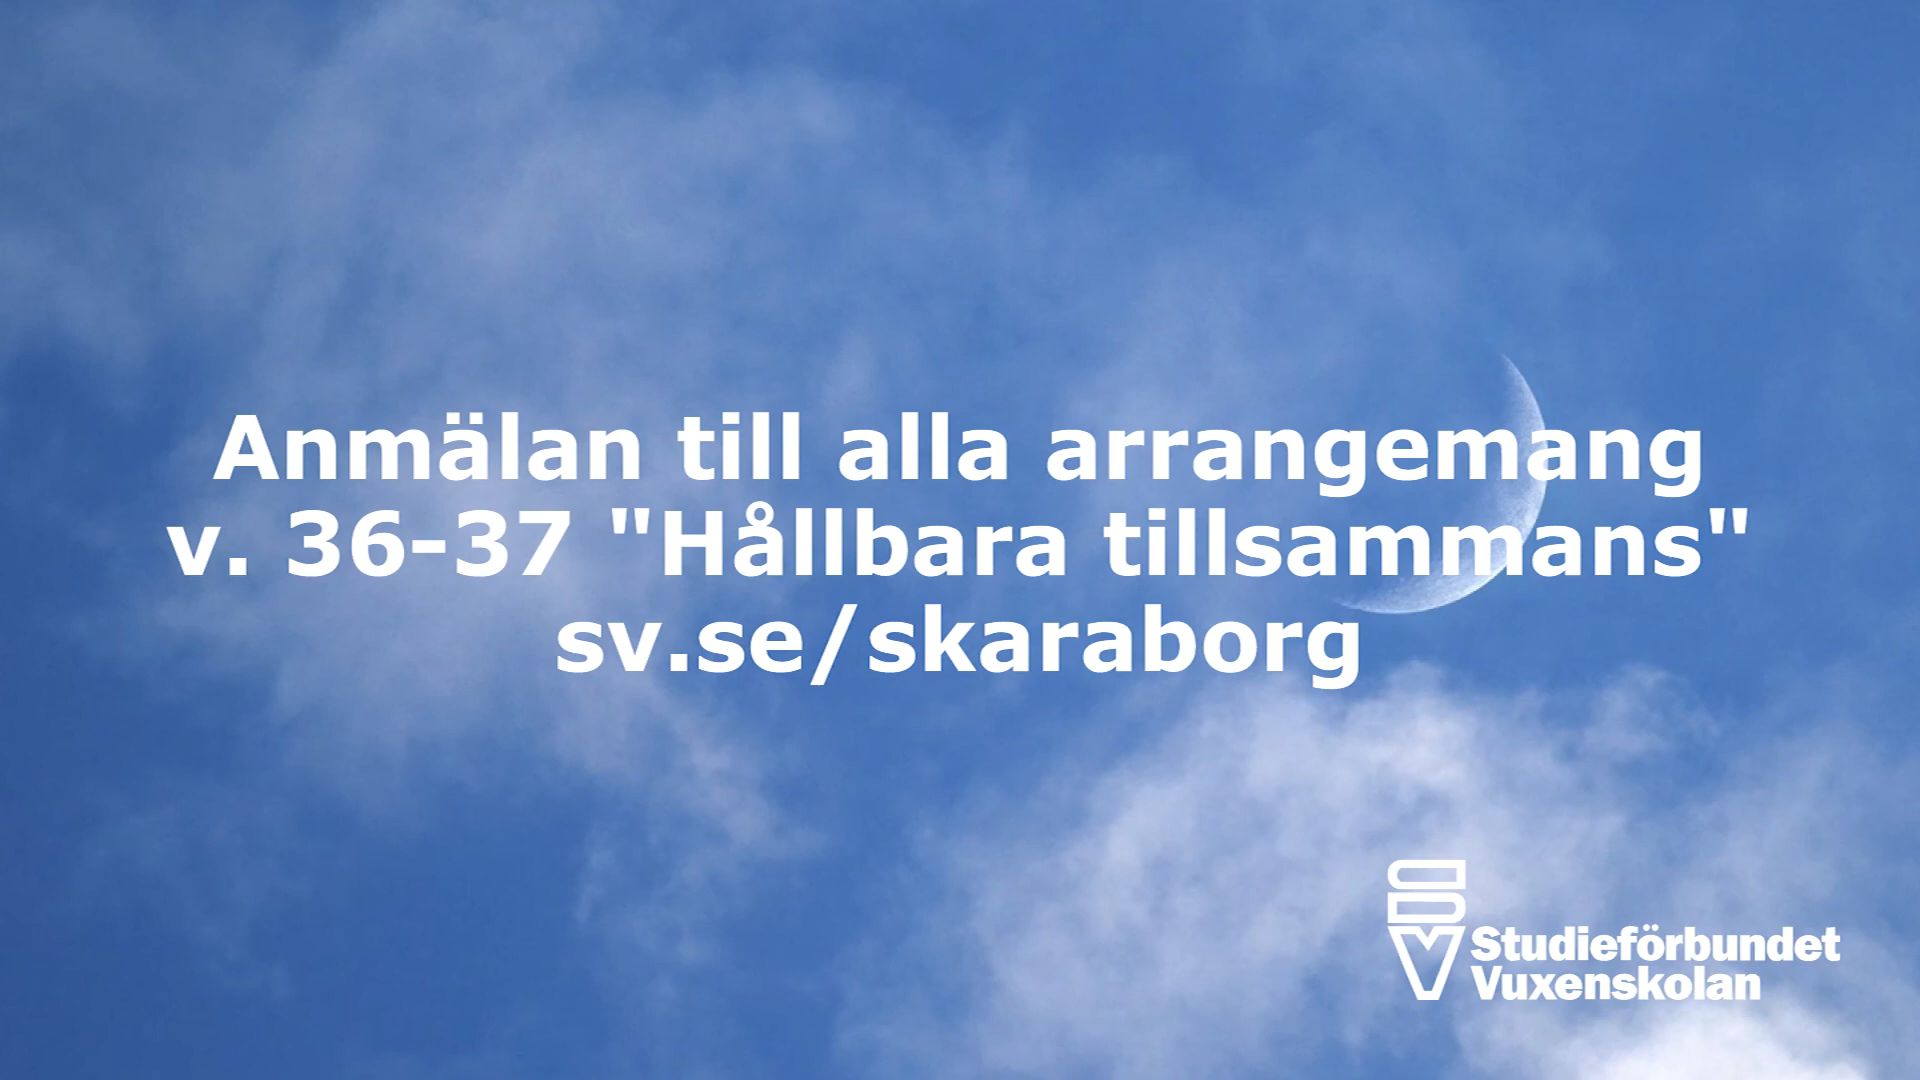 Anmälan till alla arrangemang
v. 36-37 "Hållbara tillsammans"
sv.se/skaraborg
Studieförbundet
Vuxenskolan